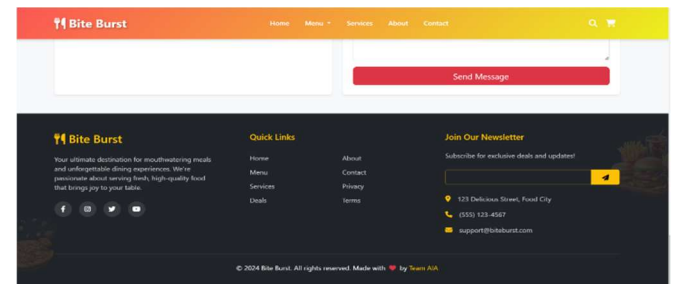 Bite Burst
Home Menu Services About Contact
Send Message
Bite Burst
Your ultimate destination for mouthwatering meals
and unforgettable dining experiences. We're
passionate about serving fresh, high-quality food
that brings joy to your table.
Quick Links
Home
Menu
Services
Deals
About
Contact
Privacy
Terms
Join Our Newsletter
Subscribe for exclusive deals and updates!
123 Delicious Street, Food City
(555) 123-4567
support@biteburst.com
© 2024 Bite Burst. All rights reserved. Made with ❤ by Team AIA